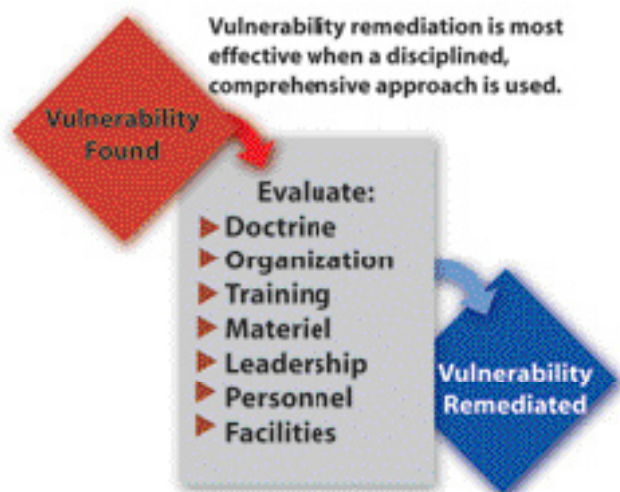 Vulnerability remediation is most
effective when a disciplined,
comprehensive approach is used.
Vulnerability
Found
Evaluate:
Doctrine
Organization
Training
Materiel
Leadership
Personnel
Facilities
Vulnerability
Remediated